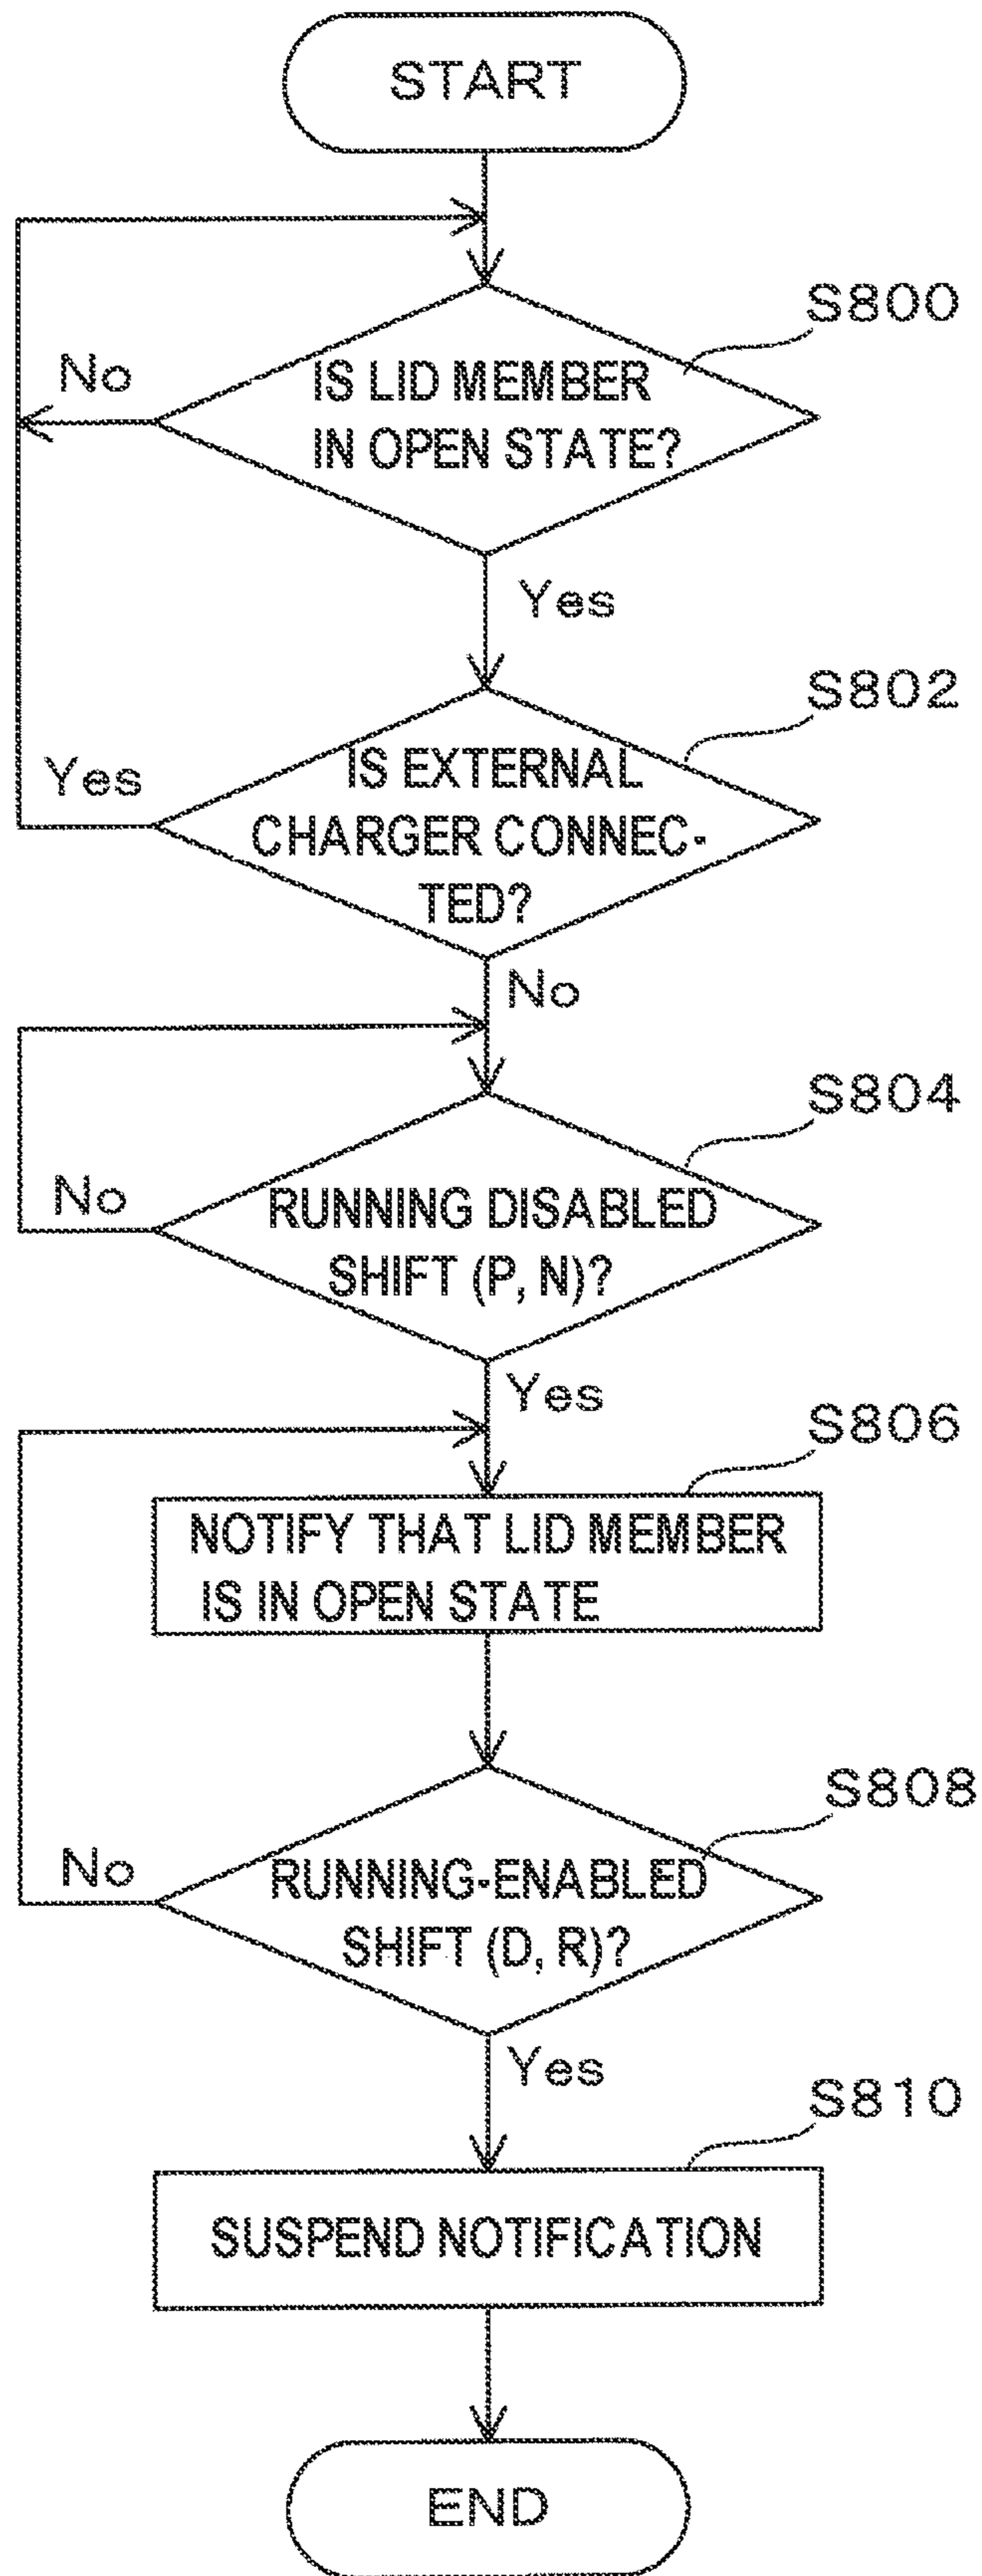 START
S800
No
IS LID MEMBER
IN OPEN STATE?
Yes
S802
Yes
IS EXTERNAL
CHARGER CONNEC-
TED?
No
S804
No
RUNNING DISABLED
SHIFT (P, N)?
Yes
S806
NOTIFY THAT LID MEMBER
IS IN OPEN STATE
S808
No
RUNNING-ENABLED
SHIFT (D, R)?
Yes
S810
SUSPEND NOTIFICATION
END